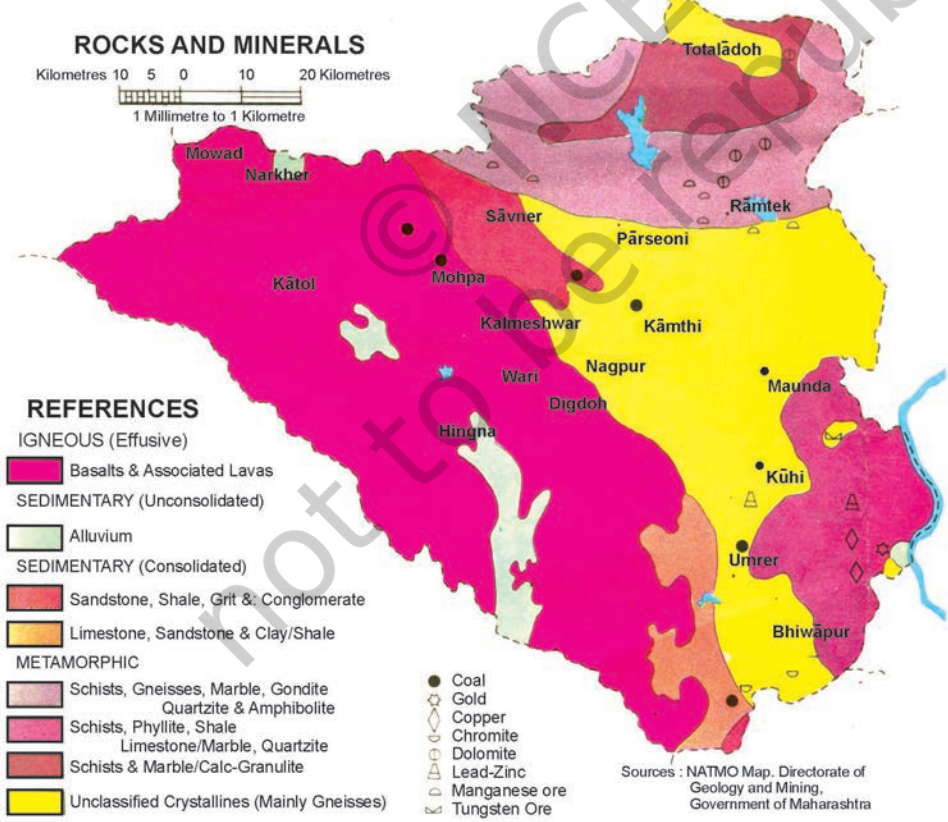 ROCKS AND MINERALS
Kilometres 10 5 0 10 20 Kilometres
1 Millimetre to 1 Kilometre
Totalādoh
Mowad
Narkher
Rāmtek
Sāvner
Pārseoni
Kātol
Mohpa
Kalmeshwar
Kāmthi
Nagpur
Wari
Maunda
Digdoh
Hingna
Kūhi
Umrer
Bhiwāpur
REFERENCES
IGNEOUS (Effusive)
Basalts & Associated Lavas
SEDIMENTARY (Unconsolidated)
Alluvium
SEDIMENTARY (Consolidated)
Sandstone, Shale, Grit &: Conglomerate
Limestone, Sandstone & Clay/Shale
METAMORPHIC
Schists, Gneisses, Marble, Gondite
Quartzite & Amphibolite
Schists, Phyllite, Shale
Limestone/Marble, Quartzite
Schists & Marble/Calc-Granulite
Unclassified Crystallines (Mainly Gneisses)
Coal
Gold
Copper
Chromite
Dolomite
Lead-Zinc
Manganese ore
Tungsten Ore
Sources : NATMO Map. Directorate of
Geology and Mining,
Government of Maharashtra
© NC
not to be republ